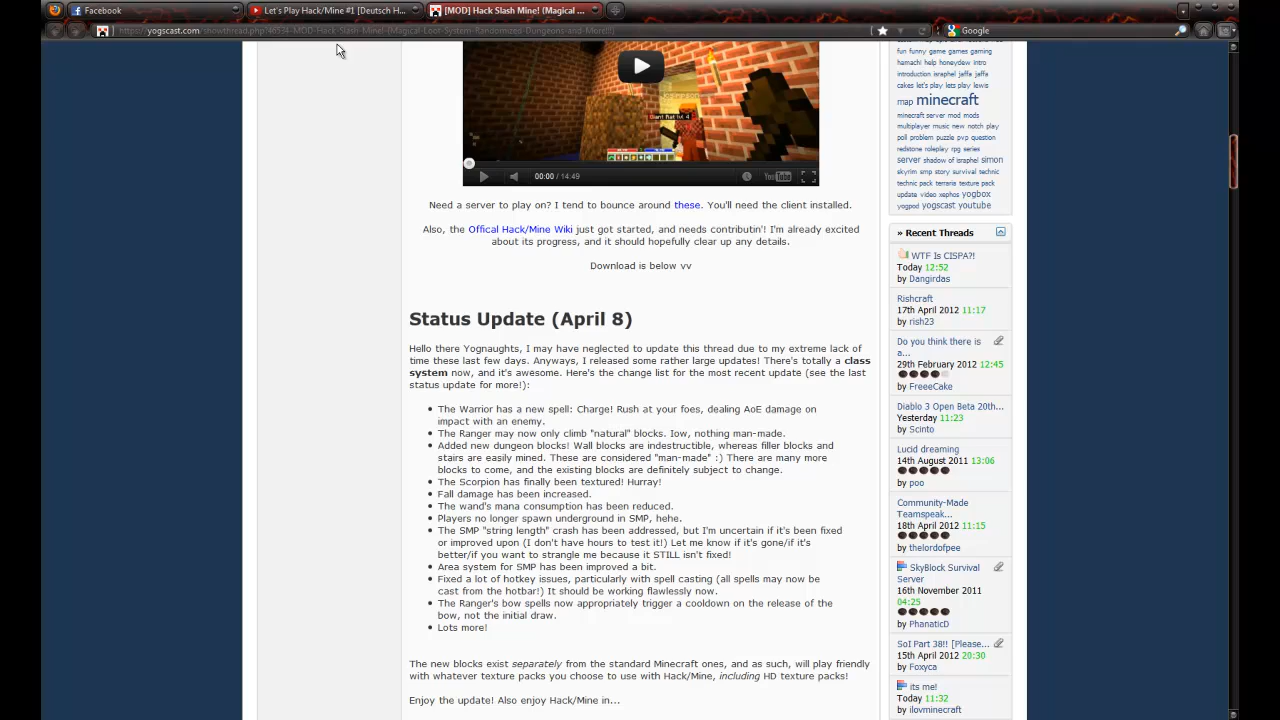 Facebook
Let's Play Hack/Mine #1 [Deutsch H...
[MOD] Hack Slash Mine! (Magical ...
https://yogscast.com/showthread.php?46534-MOD-Hack-Slash-Mine!-(Magical-Loot-System-Randomized-Dungeons-and-More!!)
Google
Giant Rat lvl 4
00:00 / 14:49
YouTube
Need a server to play on? I tend to bounce around these. You'll need the client installed.
Also, the Offical Hack/Mine Wiki just got started, and needs contributin'! I'm already excited
about its progress, and it should hopefully clear up any details.
Download is below vv
Status Update (April 8)
Hello there Yognaughts, I may have neglected to update this thread due to my extreme lack of
time these last few days. Anyways, I released some rather large updates! There's totally a class
system now, and it's awesome. Here's the change list for the most recent update (see the last
status update for more!):
The Warrior has a new spell: Charge! Rush at your foes, dealing AoE damage on
impact with an enemy.
The Ranger may now only climb "natural" blocks. Iow, nothing man-made.
Added new dungeon blocks! Wall blocks are indestructible, whereas filler blocks and
stairs are easily mined. These are considered "man-made" :) There are many more
blocks to come, and the existing blocks are definitely subject to change.
The Scorpion has finally been textured! Hurray!
Fall damage has been increased.
The wand's mana consumption has been reduced.
Players no longer spawn underground in SMP, hehe.
The SMP "string length" crash has been addressed, but I'm uncertain if it's been fixed
or improved upon (I don't have hours to test it!) Let me know if it's gone/if it's
better/if you want to strangle me because it STILL isn't fixed!
Area system for SMP has been improved a bit.
Fixed a lot of hotkey issues, particularly with spell casting (all spells may now be
cast from the hotbar!) It should be working flawlessly now.
The Ranger's bow spells now appropriately trigger a cooldown on the release of the
bow, not the initial draw.
Lots more!
The new blocks exist separately from the standard Minecraft ones, and as such, will play friendly
with whatever texture packs you choose to use with Hack/Mine, including HD texture packs!
Enjoy the update! Also enjoy Hack/Mine in...
fun funny game games gaming
hamachi help honeydew intro
introduction israphel jaffa jaffa
cakes let's play lets play lewis
map minecraft
minecraft server mod mods
multiplayer music new notch play
poll problem puzzle pvp question
redstone roleplay rpg series
server shadow of israphel simon
skyrim smp story survival technic
technic pack terraria texture pack
update video xephos yogbox
yogpod yogscast youtube
» Recent Threads
WTF Is CISPA?!
Today 12:52
by Dangirdas
Rishcraft
17th April 2012 11:17
by rish23
Do you think there is
a...
29th February 2012 12:45
by FreeeCake
Diablo 3 Open Beta 20th...
Yesterday 11:23
by Scinto
Lucid dreaming
14th August 2011 13:06
by poo
Community-Made
Teamspeak...
18th April 2012 11:15
by thelordofpee
SkyBlock Survival
Server
16th November 2011
04:25
by PhanaticD
SoI Part 38!! [Please...
15th April 2012 20:30
by Foxyca
its me!
Today 11:32
by ilovminecraft